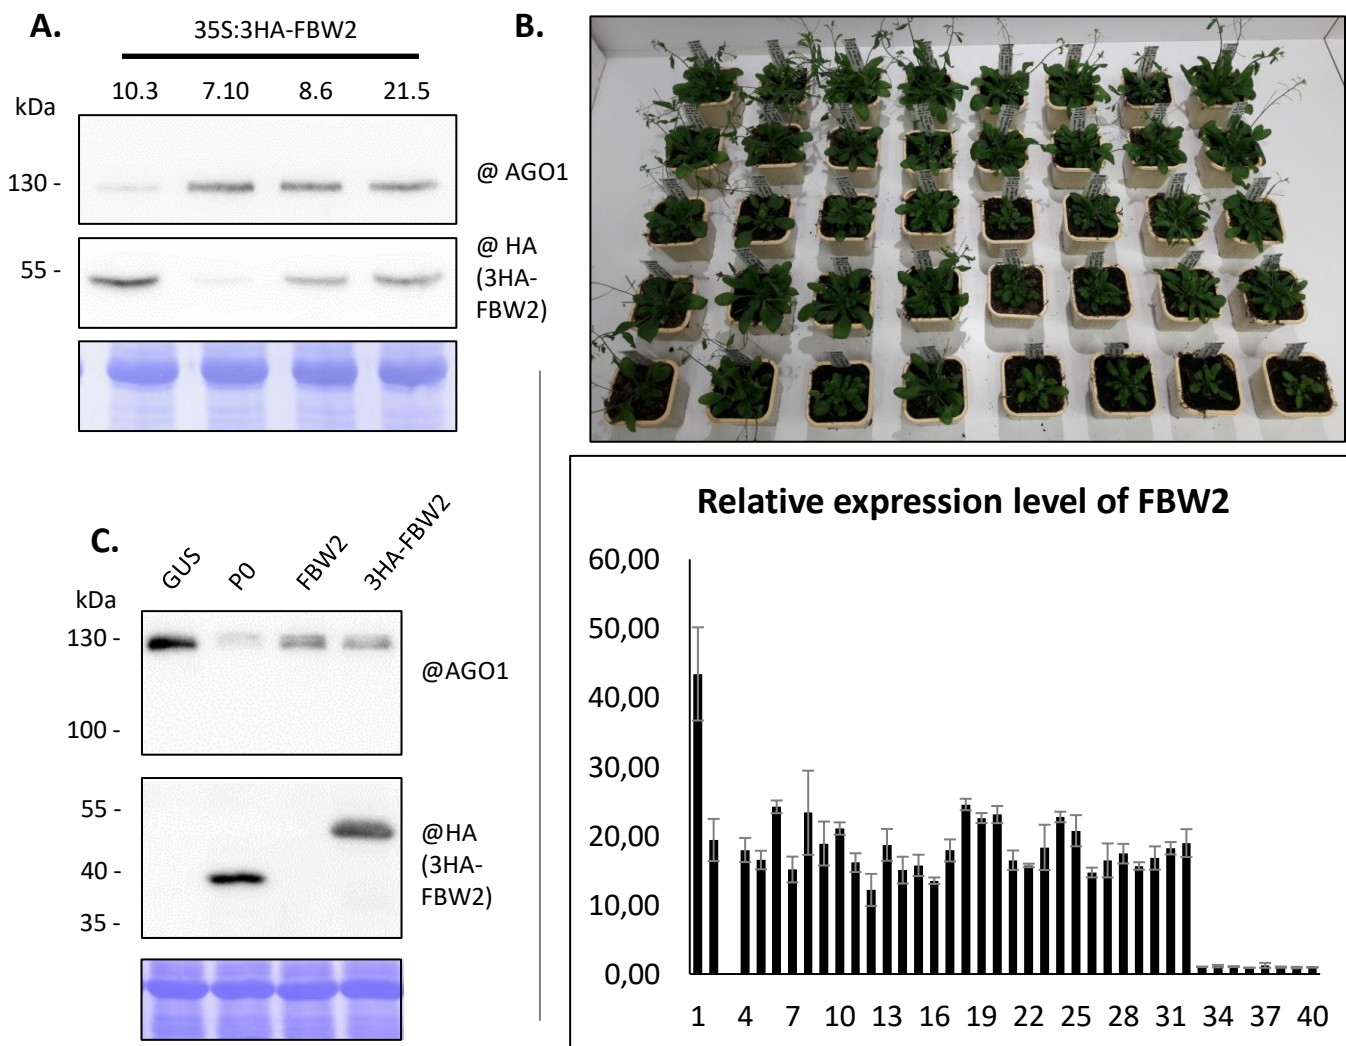 A.
35S:3HA-FBW2
10.3 7.10 8.6 21.5
kDa
130 -
@ AGO1
55 -
@ HA
(3HA-
FBW2)
B.
C.
GUS P0 FBW2 3HA-FBW2
kDa
130 -
@AGO1
100 -
55 -
@HA
(3HA-
FBW2)
40 -
35 -
Relative expression level of FBW2
60,00
50,00
40,00
30,00
20,00
10,00
0,00
1 4 7 10 13 16 19 22 25 28 31 34 37 40